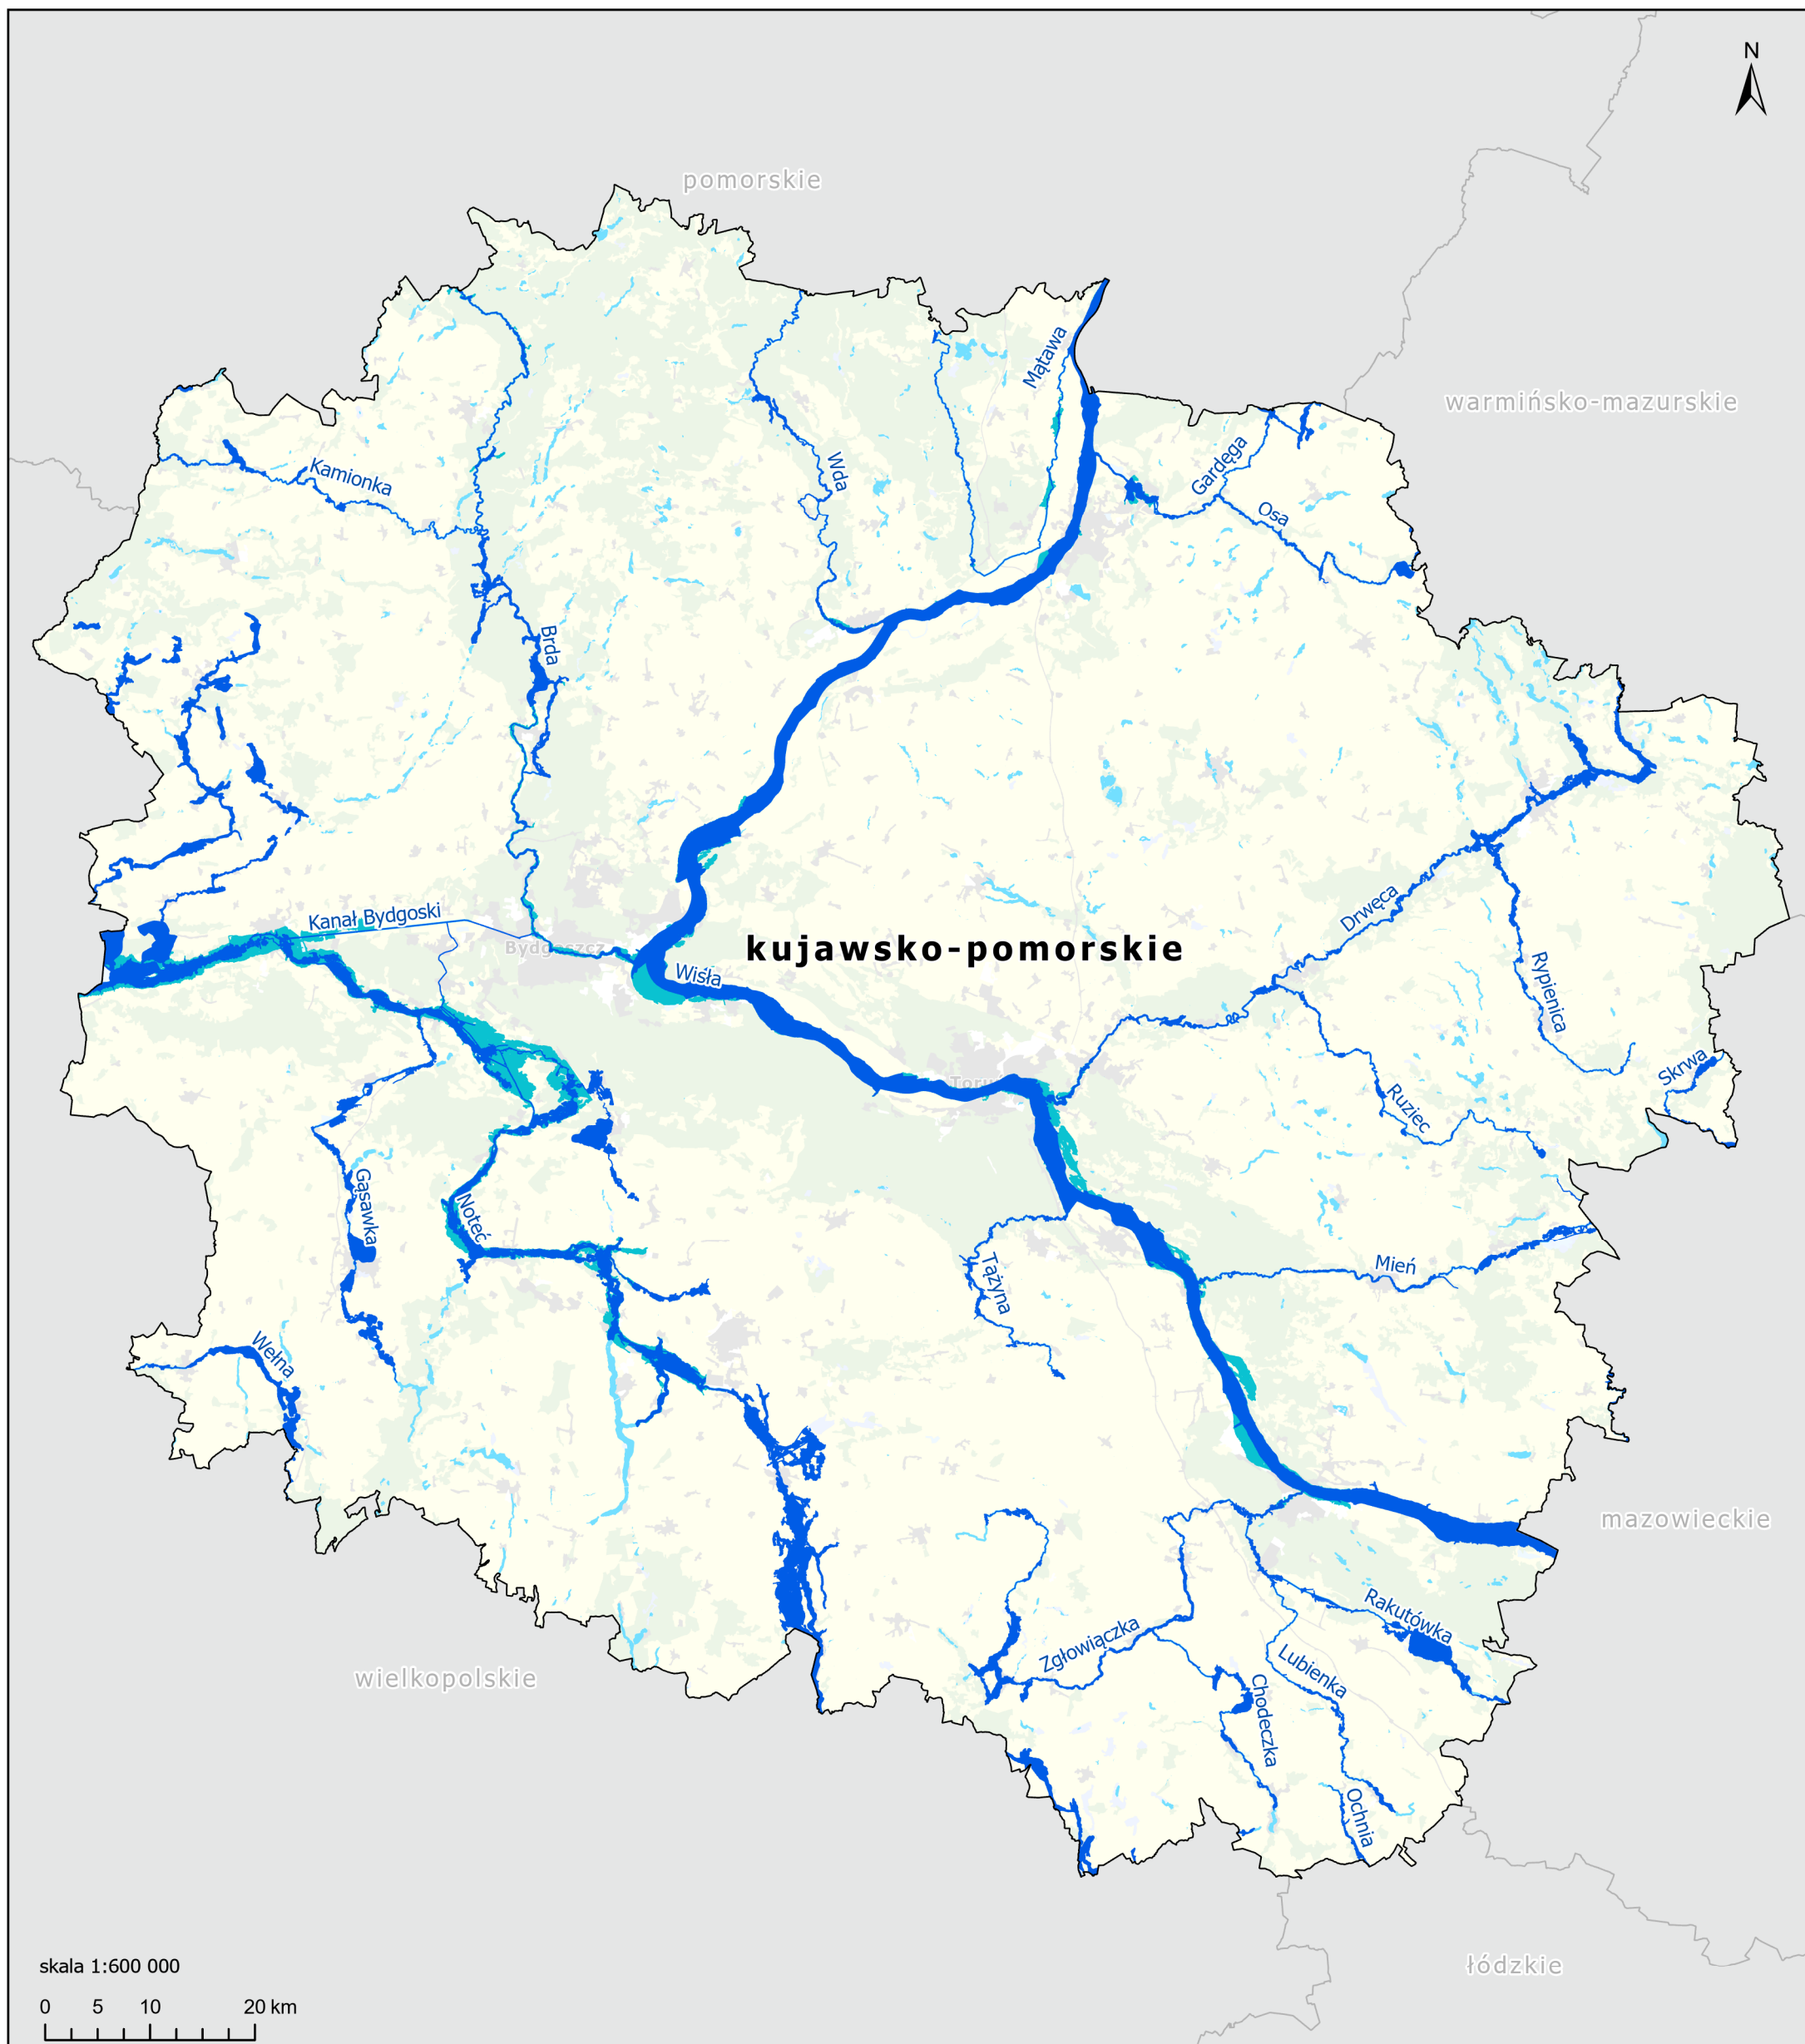 N
pomorskie
Mątawa
warmińsko-mazurskie
Gardęga
Kamionka
Wda
Osa
Brda
Drwęca
Kanał Bydgoski
Bydgoszcz
kujawsko-pomorskie
Wisła
Rypienica
Skrwa
Toru
Ruziec
Gąsawka
Noteć
Tążyna
Mień
Wełna
mazowieckie
Rakutówka
Zgłowiączka
Lubienka
wielkopolskie
Chodeczka
Ochnia
łódzkie
skala 1:600 000
0 5 10 20 km